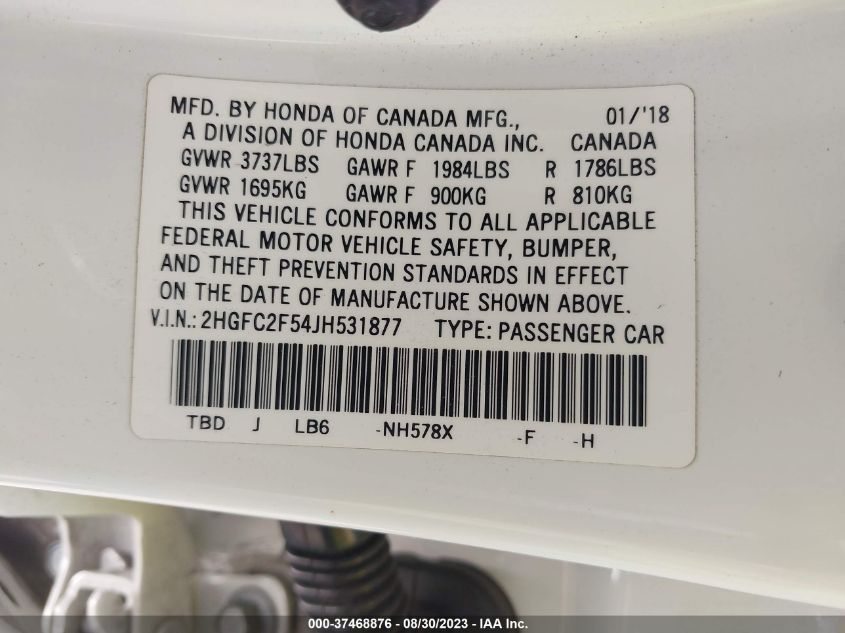 MFD. BY HONDA OF CANADA MFG., 01/'18
A DIVISION OF HONDA CANADA INC. CANADA
GVWR 3737LBS GAWR F 1984LBS R 1786LBS
GVWR 1695KG GAWR F 900KG R 810KG
THIS VEHICLE CONFORMS TO ALL APPLICABLE
FEDERAL MOTOR VEHICLE SAFETY, BUMPER,
AND THEFT PREVENTION STANDARDS IN EFFECT
ON THE DATE OF MANUFACTURE SHOWN ABOVE.
V.I.N.: 2HGFC2F54JH531877 TYPE: PASSENGER CAR
TBD J LB6 -NH578X -F -H
000-37468876 / 08/30/2023 - IAA Inc.